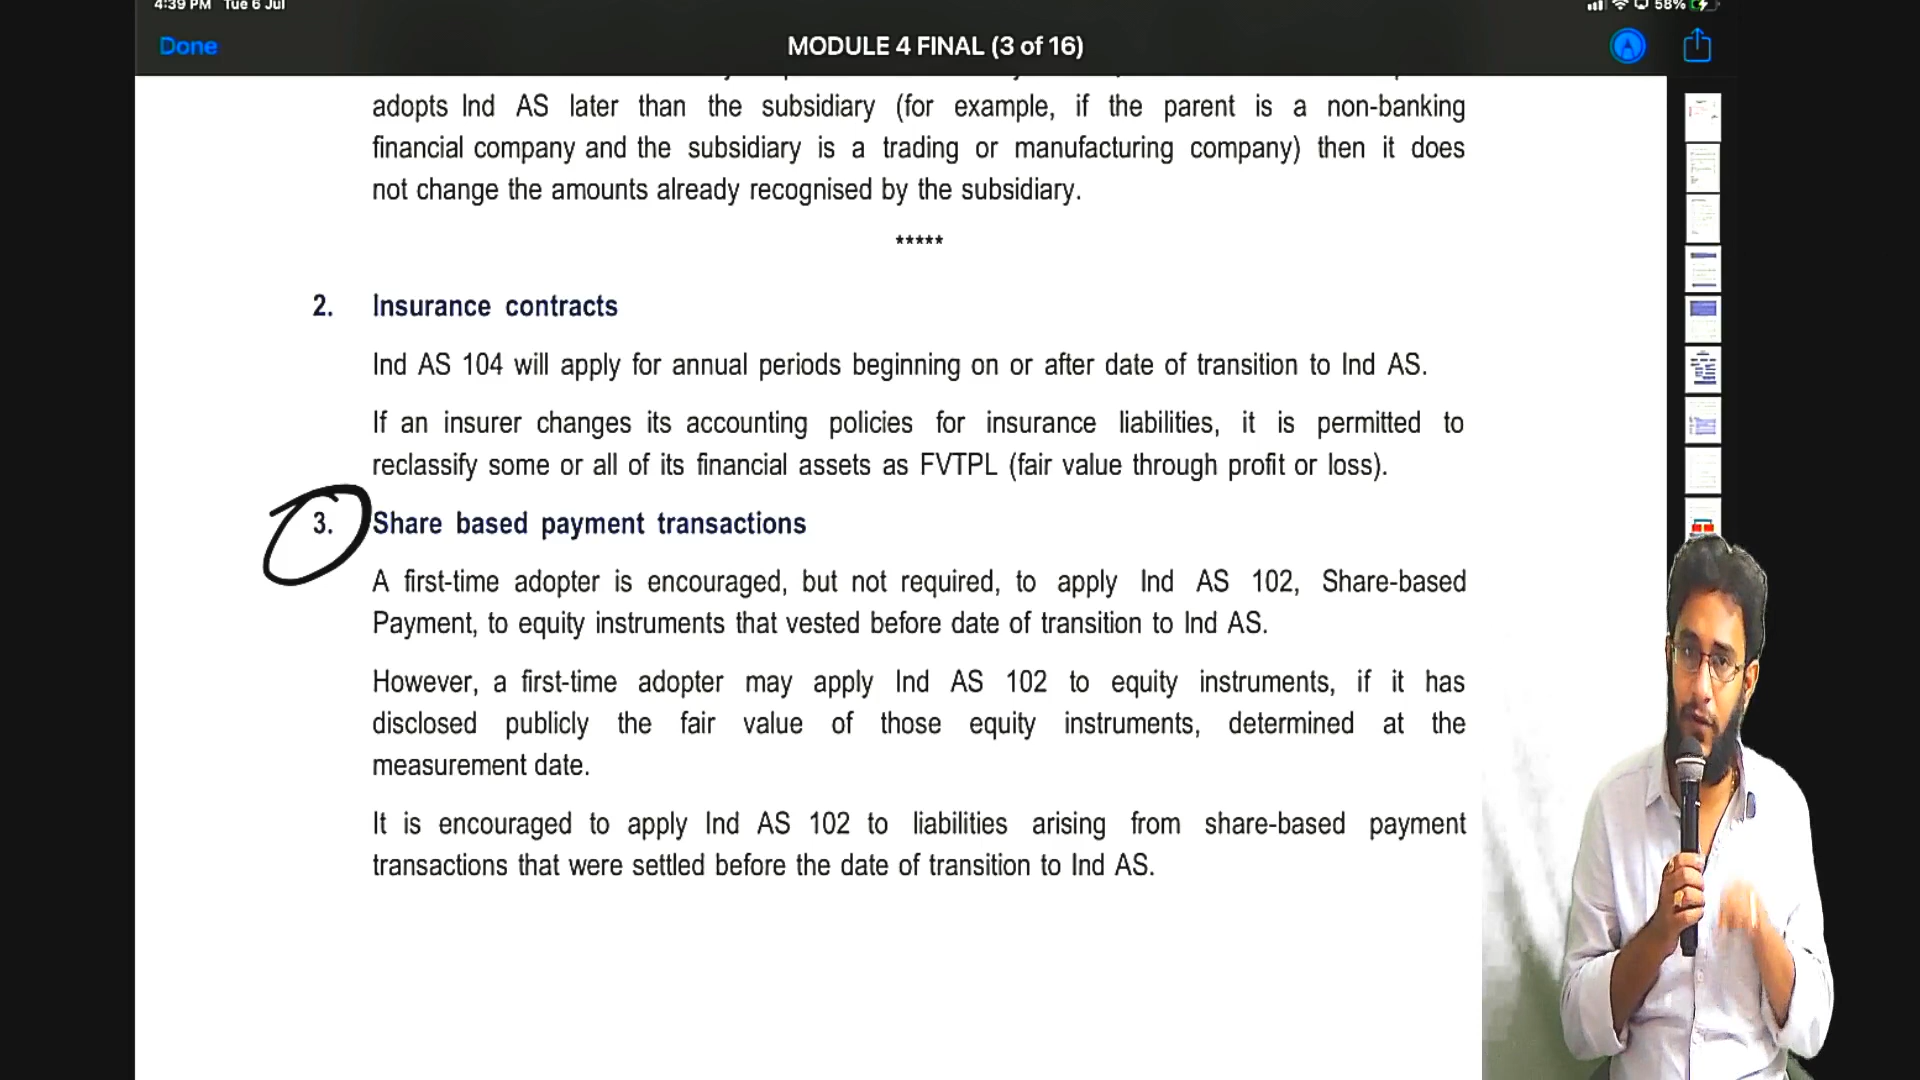 4:39 PM Tue 6 Jul
58%
Done
MODULE 4 FINAL (3 of 16)
adopts Ind AS later than the subsidiary (for example, if the parent is a non-banking
financial company and the subsidiary is a trading or manufacturing company) then it does
not change the amounts already recognised by the subsidiary.
*****
2. Insurance contracts
Ind AS 104 will apply for annual periods beginning on or after date of transition to Ind AS.
If an insurer changes its accounting policies for insurance liabilities, it is permitted to
reclassify some or all of its financial assets as FVTPL (fair value through profit or loss).
3. Share based payment transactions
A first-time adopter is encouraged, but not required, to apply Ind AS 102, Share-based
Payment, to equity instruments that vested before date of transition to Ind AS.
However, a first-time adopter may apply Ind AS 102 to equity instruments, if it has
disclosed publicly the fair value of those equity instruments, determined at the
measurement date.
It is encouraged to apply Ind AS 102 to liabilities arising from share-based payment
transactions that were settled before the date of transition to Ind AS.